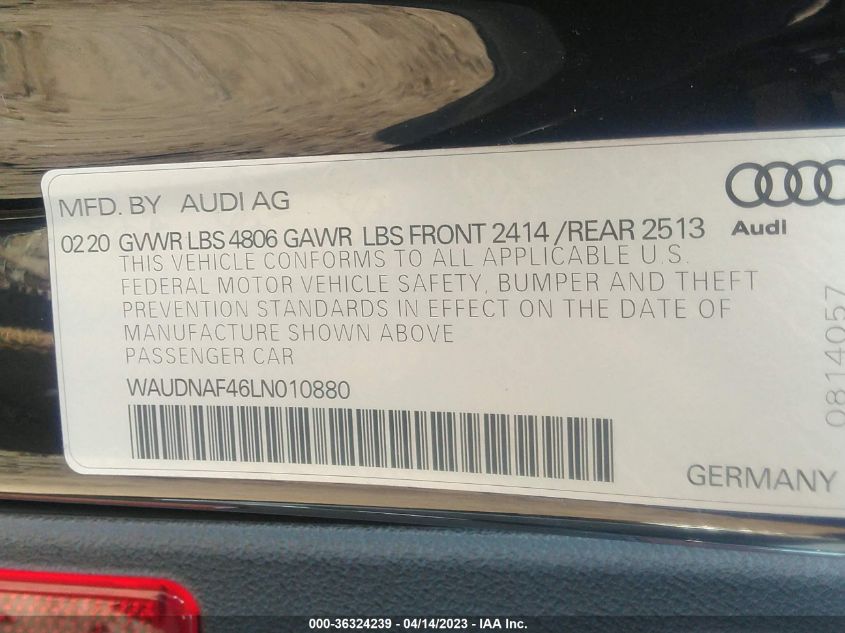 MFD. BY AUDI AG
02 20 GVWR LBS 4806 GAWR LBS FRONT 2414 /REAR 2513
Audi
THIS VEHICLE CONFORMS TO ALL APPLICABLE U.S.
FEDERAL MOTOR VEHICLE SAFETY, BUMPER AND THEFT
PREVENTION STANDARDS IN EFFECT ON THE DATE OF
MANUFACTURE SHOWN ABOVE
PASSENGER CAR
WAUDNAF46LN010880
0814057
GERMANY
000-36324239 - 04/14/2023 - IAA Inc.